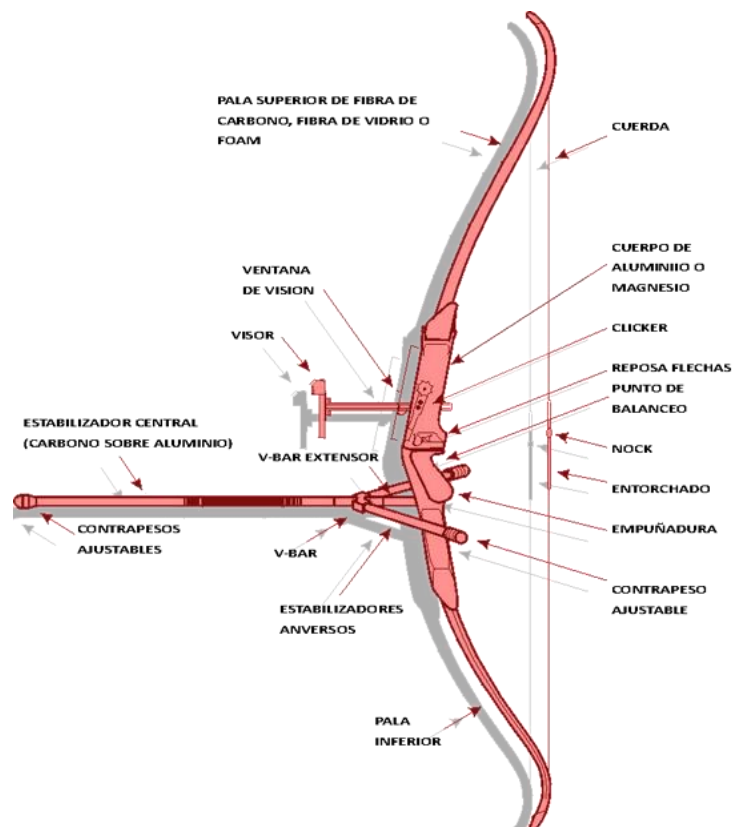 PALA SUPERIOR DE FIBRA DE
CARBONO, FIBRA DE VIDRIO O
FOAM
CUERDA
CUERPO DE
ALUMINIIO O
MAGNESIO
VENTANA
DE VISION
VISOR
CLICKER
REPOSA FLECHAS
PUNTO DE
BALANCEO
ESTABILIZADOR CENTRAL
(CARBONO SOBRE ALUMINIO)
V-BAR EXTENSOR
NOCK
ENTORCHADO
CONTRAPESOS
AJUSTABLES
V-BAR
EMPUÑADURA
ESTABILIZADORES
ANVERSOS
CONTRAPESO
AJUSTABLE
PALA
INFERIOR